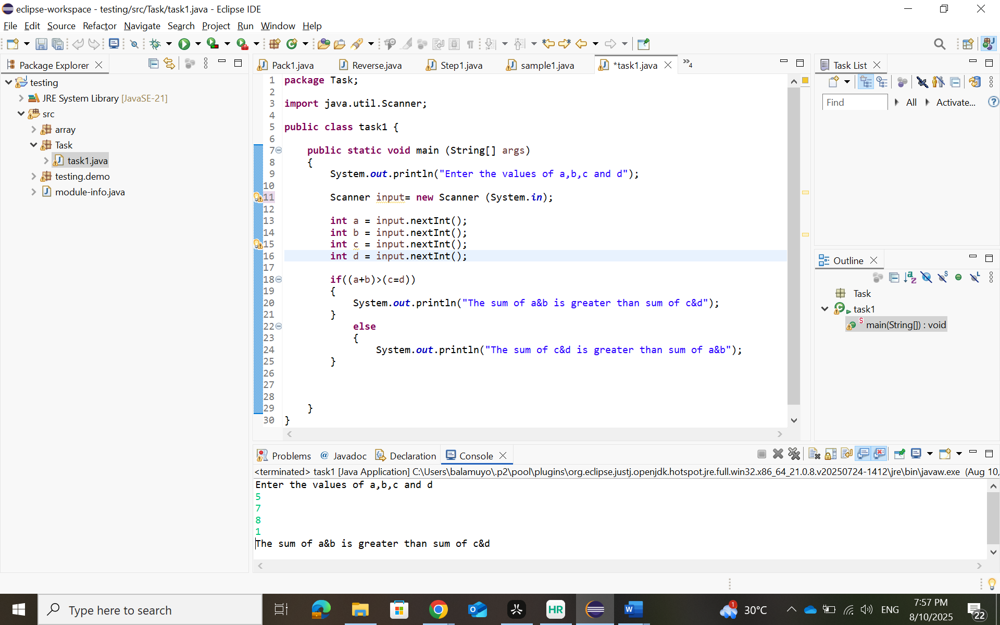 eclipse-workspace - testing/src/Task/task1.java - Eclipse IDE
File Edit Source Refactor Navigate Search Project Run Window Help
Package Explorer
testing
JRE System Library [JavaSE-21]
src
array
Task
task1.java
testing.demo
module-info.java
Pack1.java Reverse.java Step1.java sample1.java *task1.java »4
1 package Task;
2
3 import java.util.Scanner;
4
5 public class task1 {
6
7 public static void main (String[] args)
8 {
9 System.out.println("Enter the values of a,b,c and d");
10
11 Scanner input= new Scanner (System.in);
12
13 int a = input.nextInt();
14 int b = input.nextInt();
15 int c = input.nextInt();
16 int d = input.nextInt();
17
18 if((a+b)>(c=d))
19 {
20 System.out.println("The sum of a&b is greater than sum of c&d");
21 }
22 else
23 {
24 System.out.println("The sum of c&d is greater than sum of a&b");
25 }
26
27
28
29 }
30 }
Task List
Find All Activate...
Outline
Task
task1
main(String[]) : void
Problems @ Javadoc Declaration Console
<terminated> task1 [Java Application] C:\Users\balamuyo\.p2\pool\plugins\org.eclipse.justj.openjdk.hotspot.jre.full.win32.x86_64_21.0.8.v20250724-1412\jre\bin\javaw.exe (Aug 10,
Enter the values of a,b,c and d
5
7
8
1
The sum of a&b is greater than sum of c&d
Type here to search
HR
1
30°C
ENG
7:57 PM
8/10/2025
22